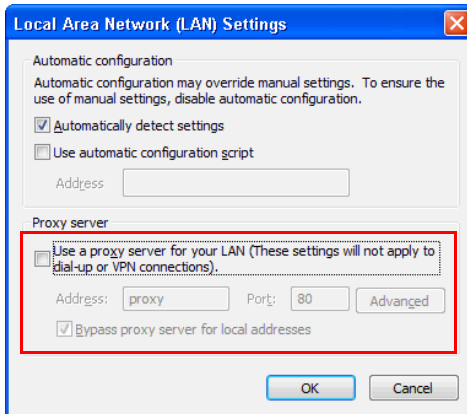 Local Area Network (LAN) Settings
Automatic configuration
Automatic configuration may override manual settings. To ensure the
use of manual settings, disable automatic configuration.
Automatically detect settings
Use automatic configuration script
Address
Proxy server
Use a proxy server for your LAN (These settings will not apply to
dial-up or VPN connections).
Address: proxy Port: 80 Advanced
Bypass proxy server for local addresses
OK Cancel